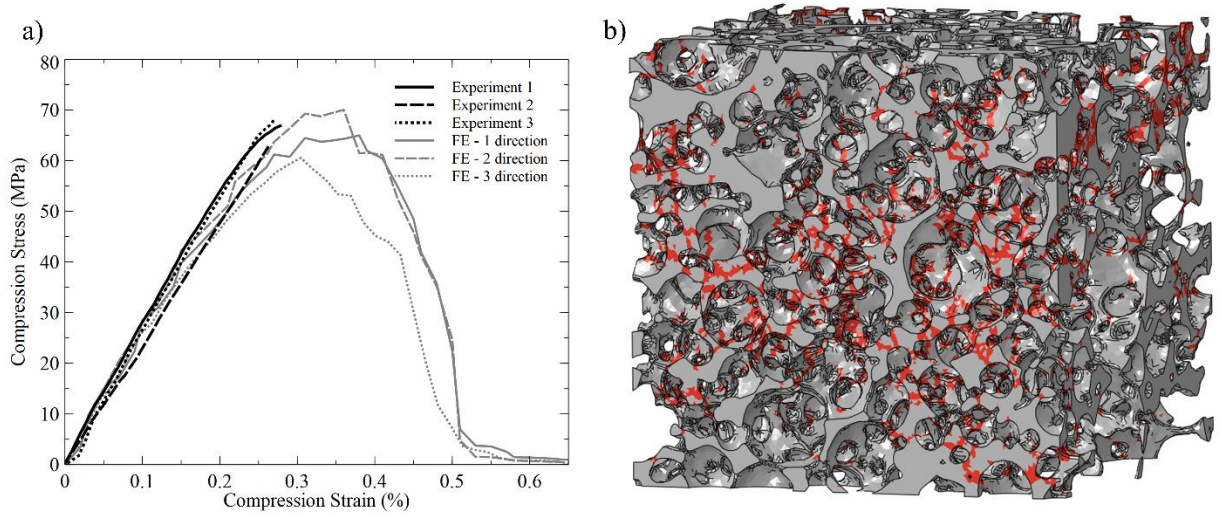 a)
b)
80
70
60
50
40
30
20
10
0
Compression Stress (MPa)
Experiment 1
Experiment 2
Experiment 3
FE - 1 direction
FE - 2 direction
FE - 3 direction
0 0.1 0.2 0.3 0.4 0.5 0.6
Compression Strain (%)